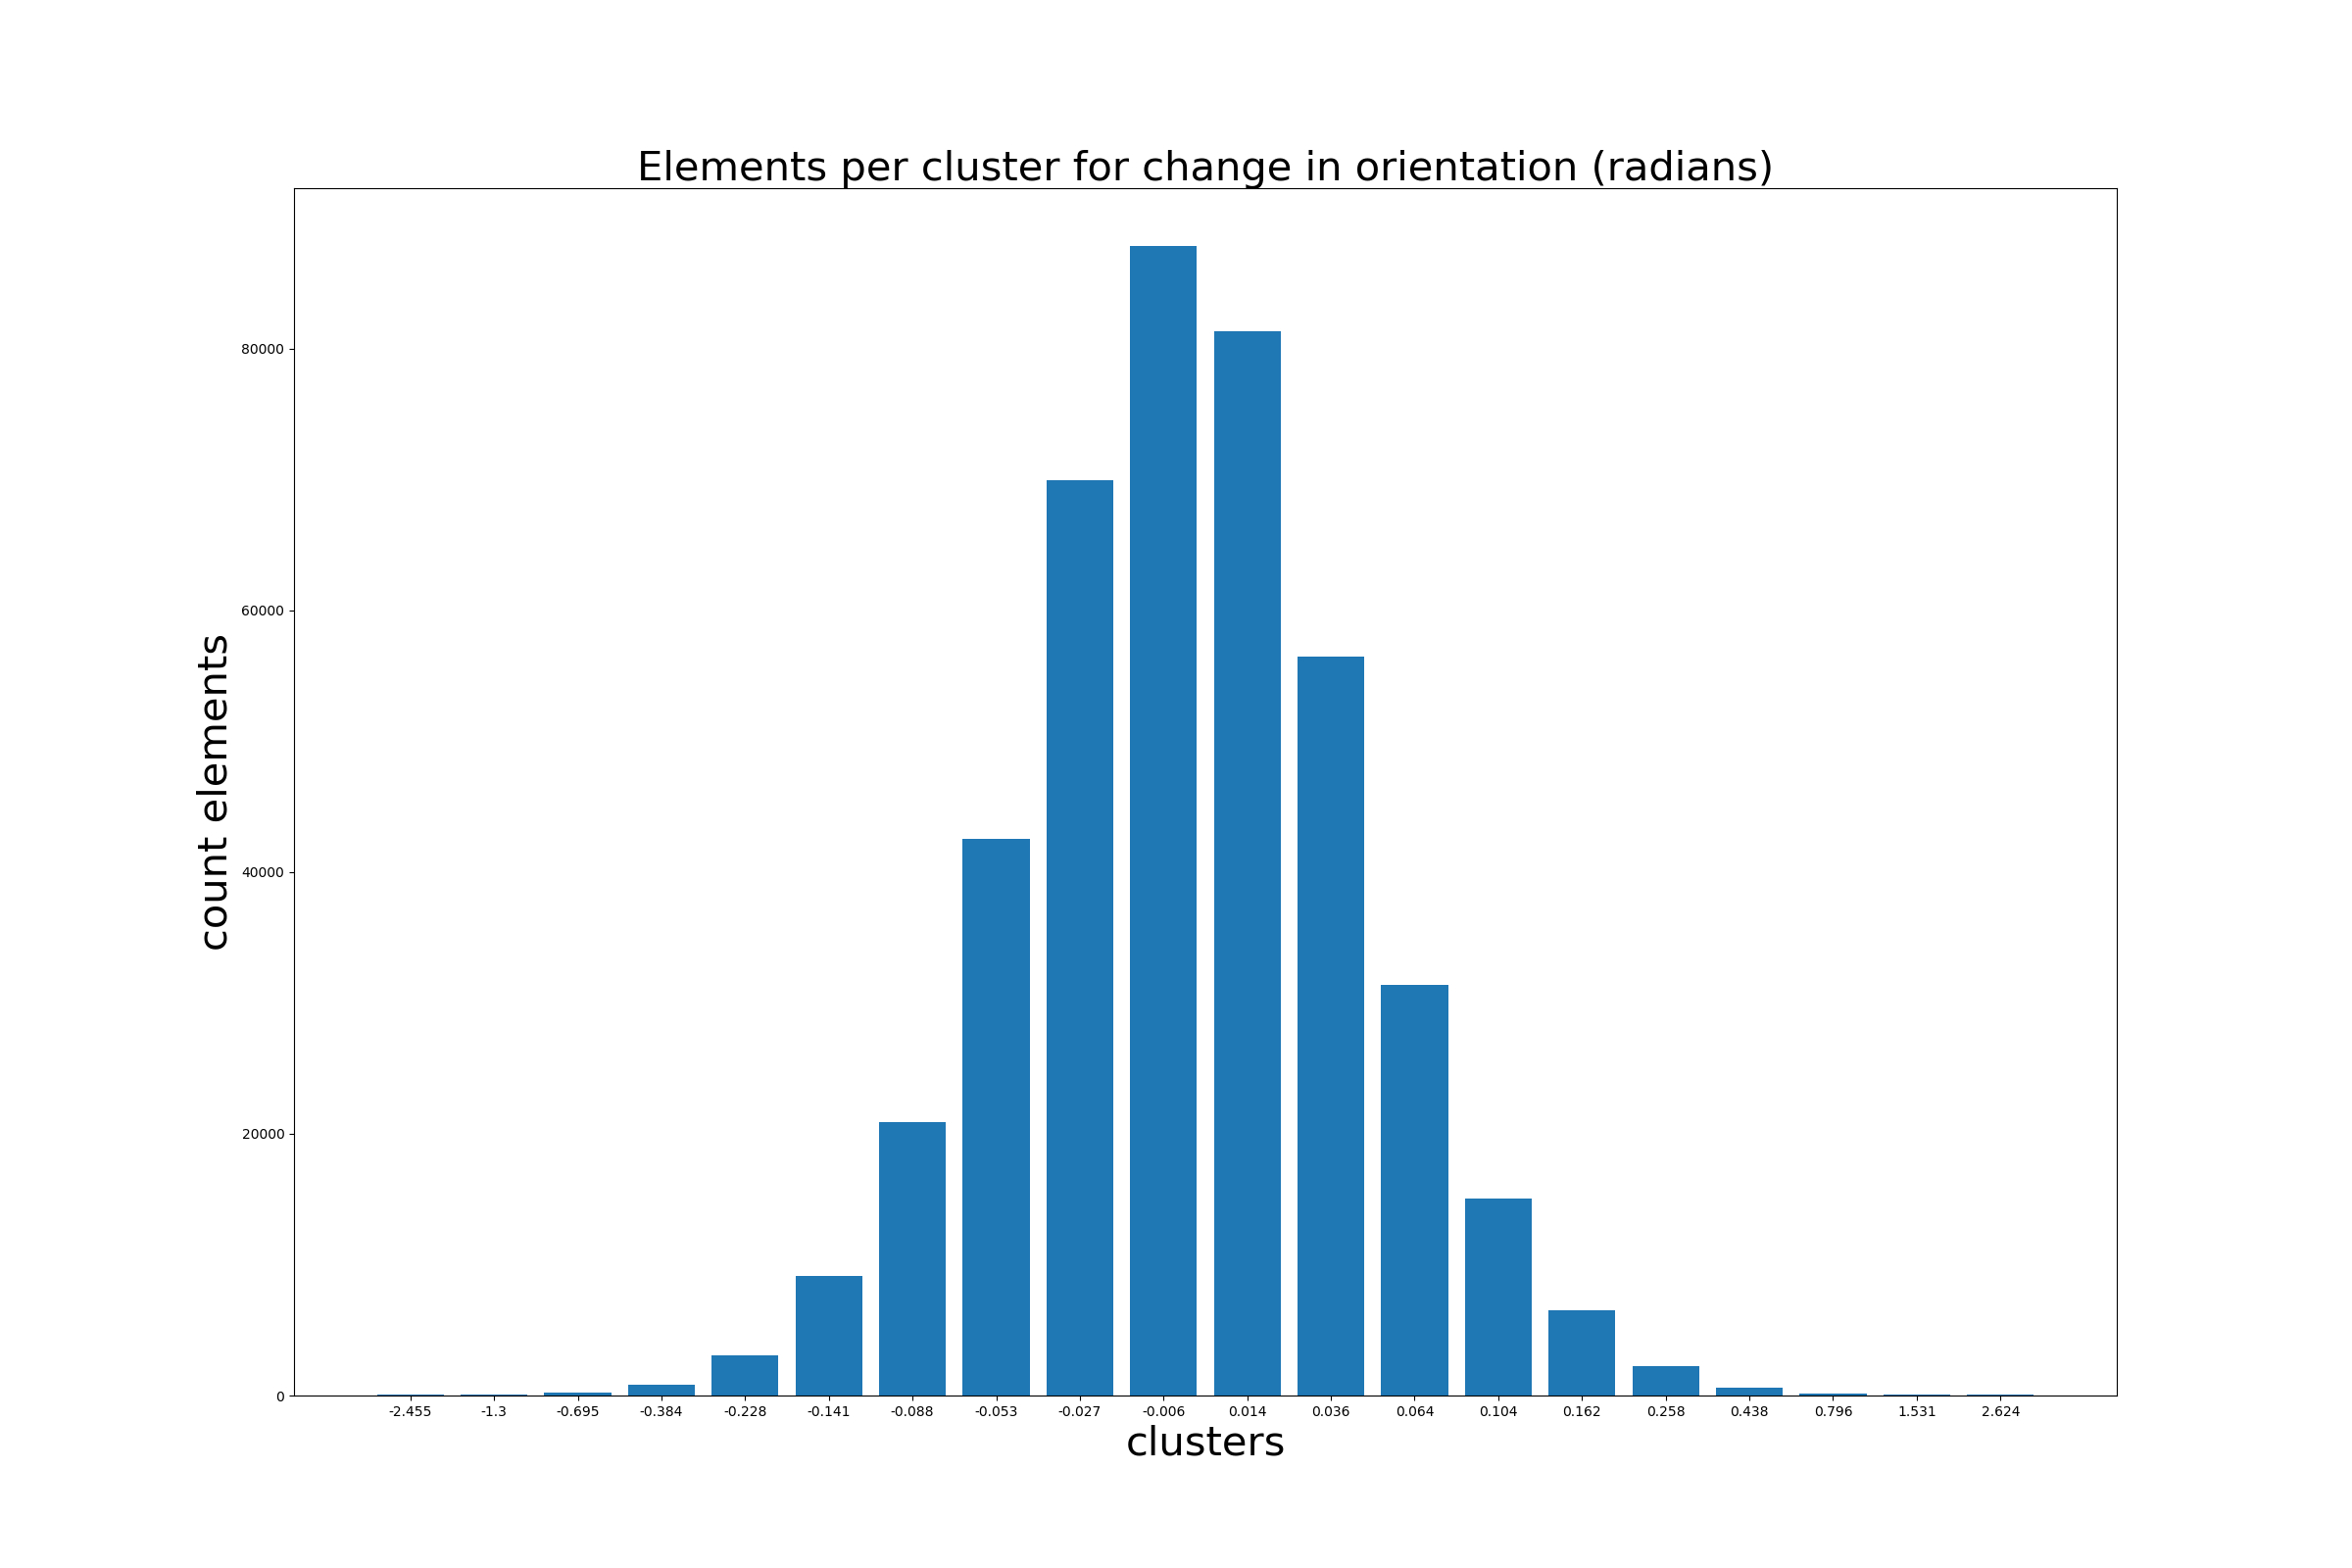 Elements per cluster for change in orientation (radians)
count elements
80000
60000
40000
20000
0
-2.455 -1.3 -0.695 -0.384 -0.228 -0.141 -0.088 -0.053 -0.027 -0.006 0.014 0.036 0.064 0.104 0.162 0.258 0.438 0.796 1.531 2.624
clusters